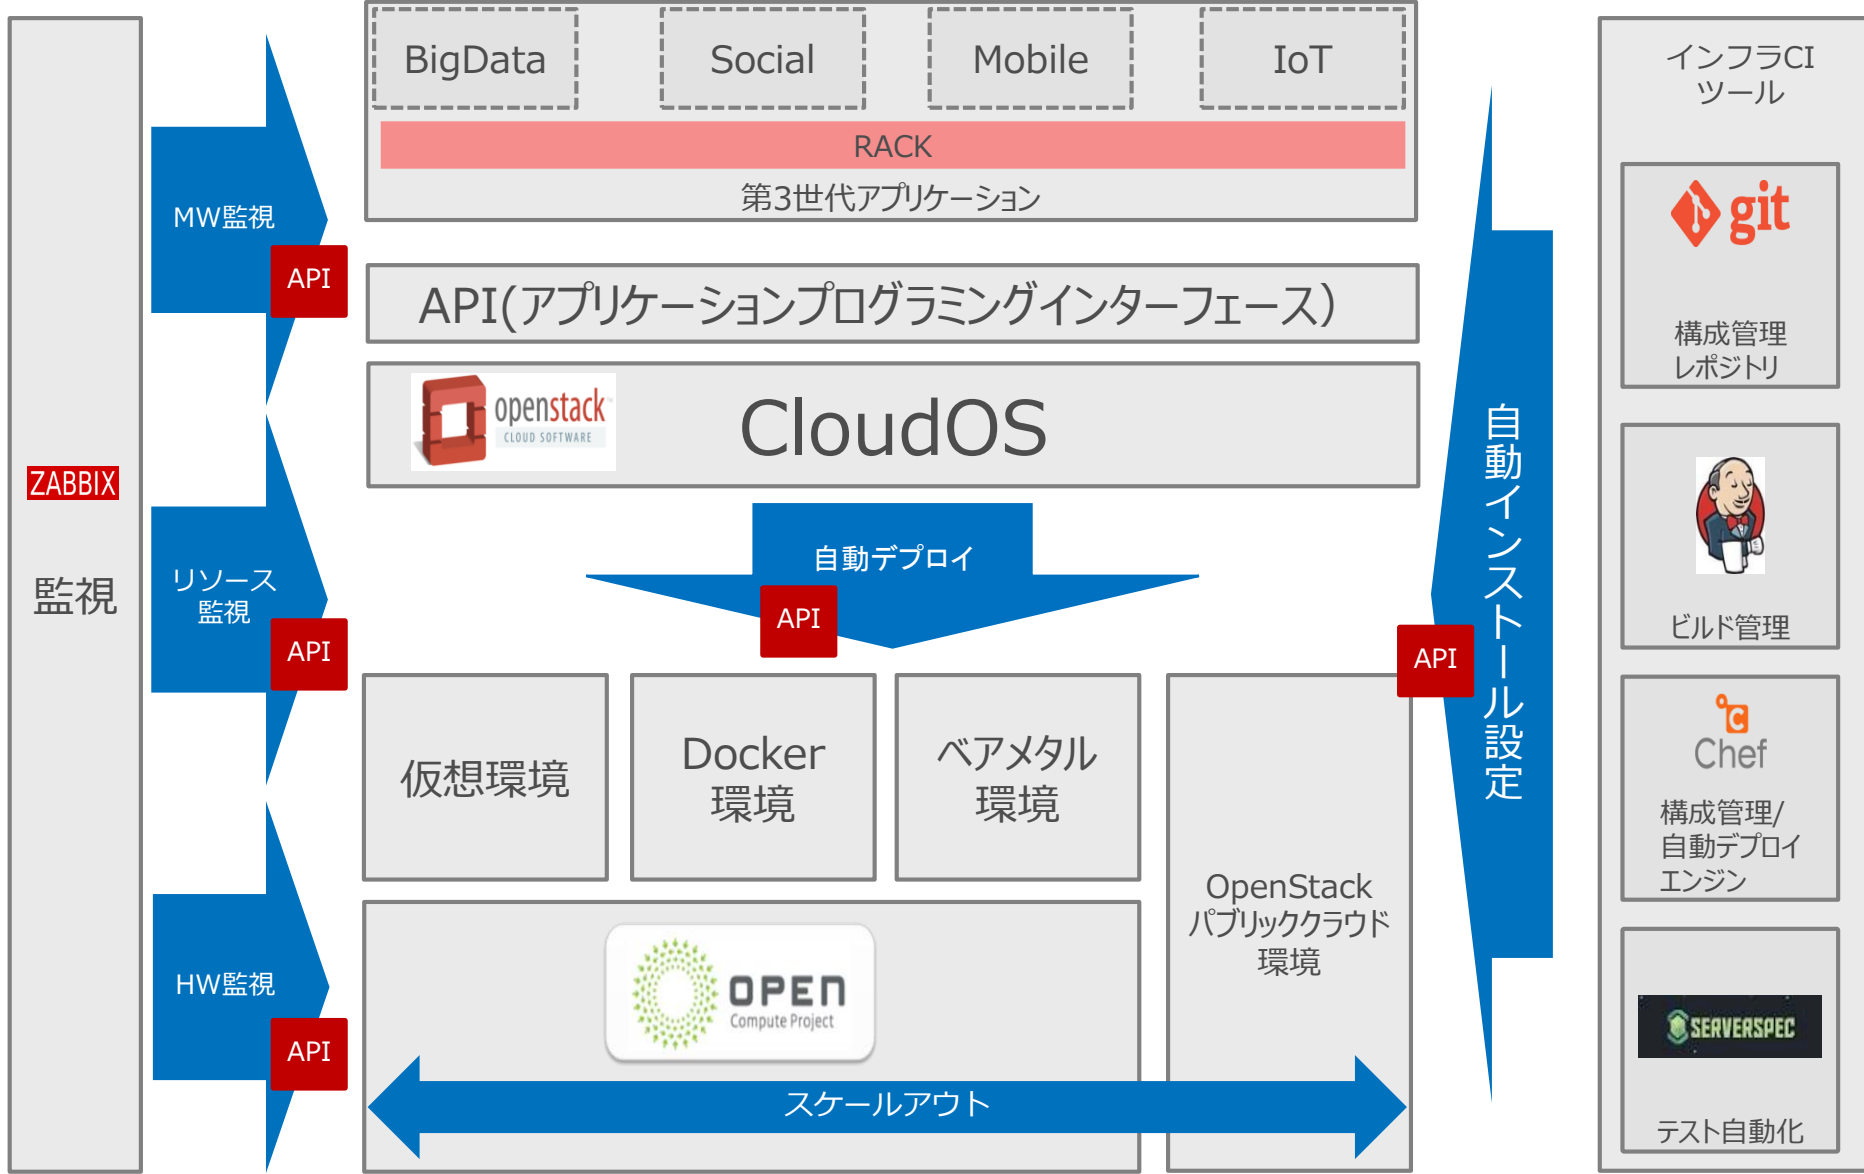 ZABBIX
監視
MW監視
API
リソース
監視
API
HW監視
API
BigData
Social
Mobile
IoT
RACK
第3世代アプリケーション
API(アプリケーションプログラミングインターフェース）
openstack
CLOUD SOFTWARE
CloudOS
自動デプロイ
API
仮想環境
Docker
環境
ベアメタル
環境
OpenStack
パブリッククラウド
環境
OPEN
Compute Project
スケールアウト
自動インストール設定
API
インフラCI
ツール
git
構成管理
レポジトリ
ビルド管理
Chef
構成管理/
自動デプロイ
エンジン
SERVERSPEC
テスト自動化